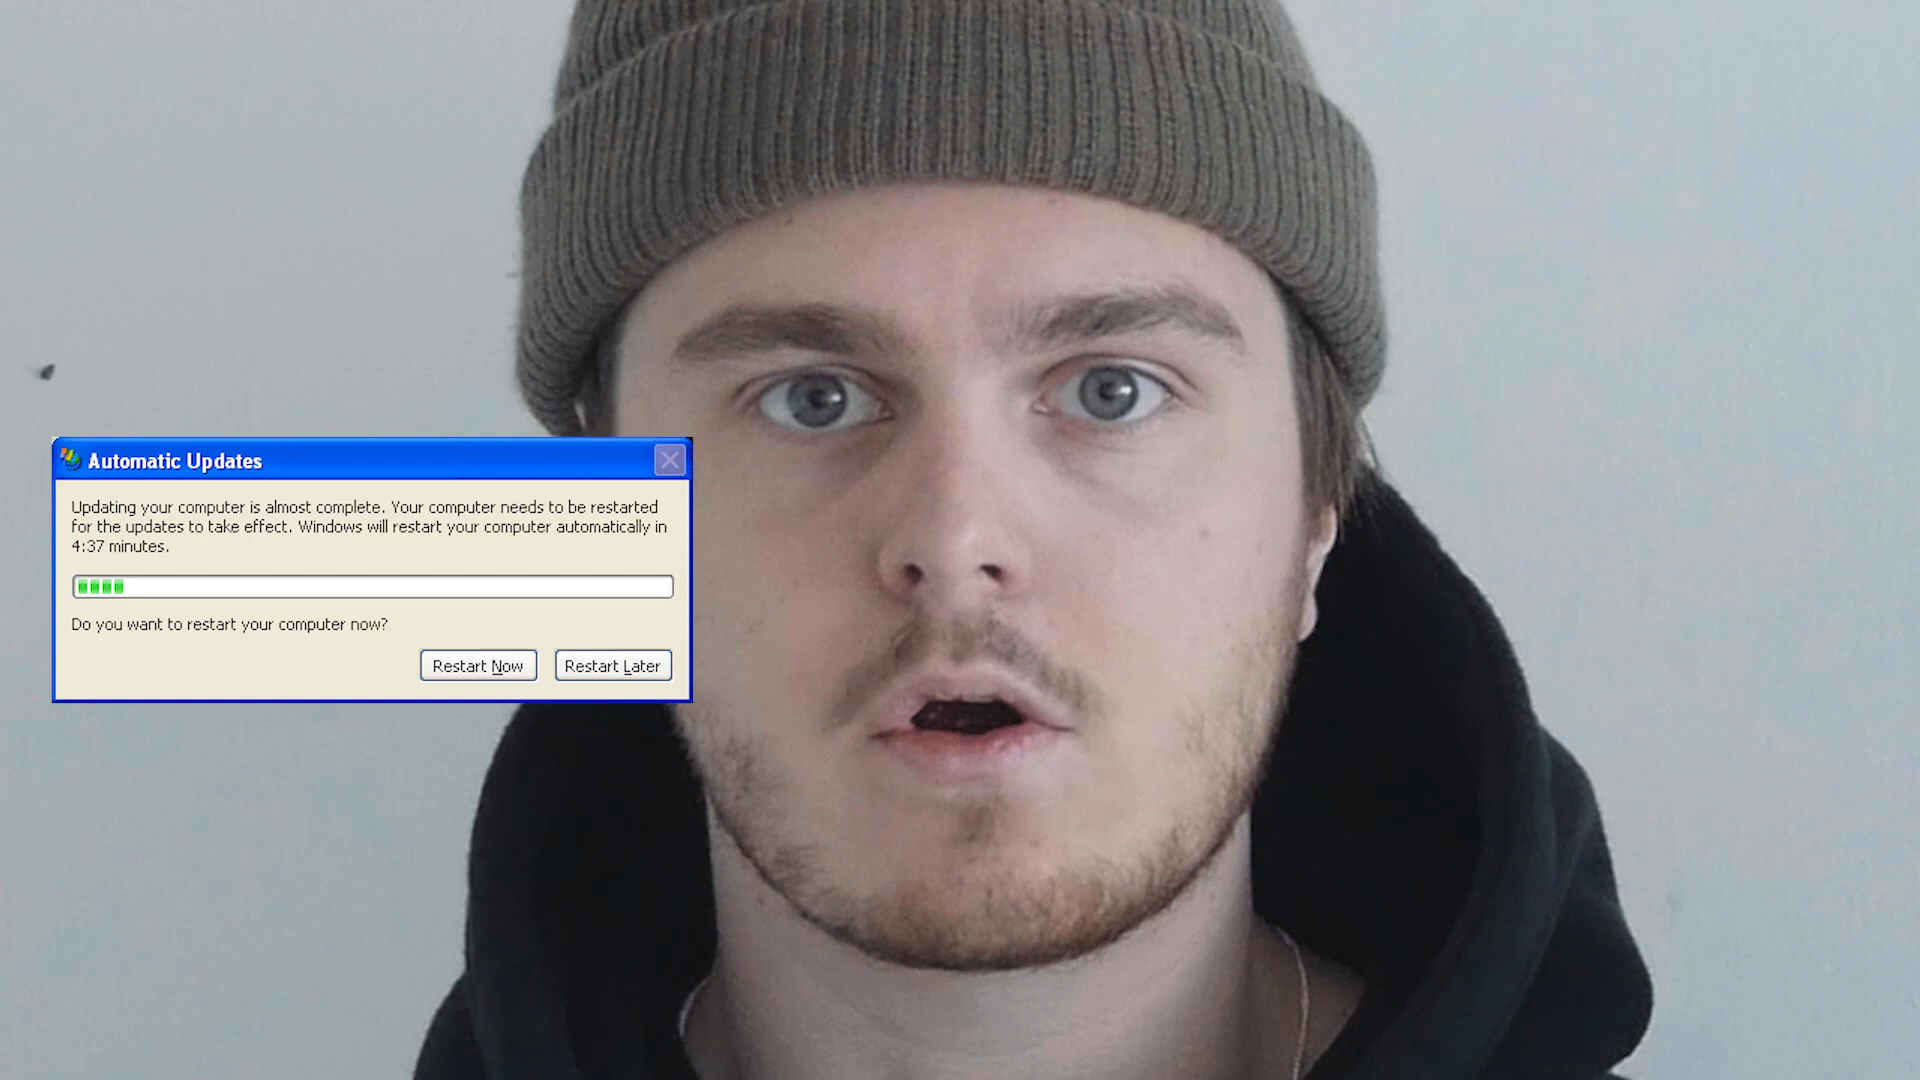 Automatic Updates
Updating your computer is almost complete. Your computer needs to be restarted
for the updates to take effect. Windows will restart your computer automatically in
4:37 minutes.
Do you want to restart your computer now?
Restart Now
Restart Later